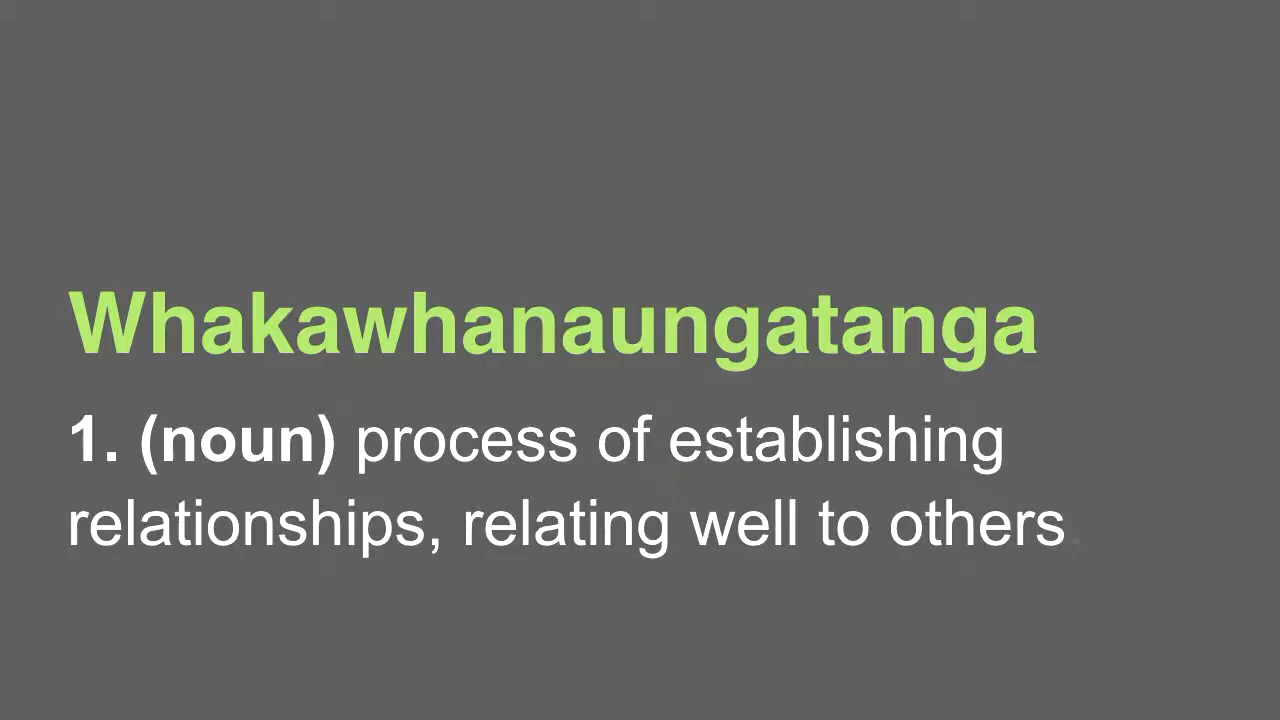 Whakawhanaungatanga
1. (noun) process of establishing
relationships, relating well to others.